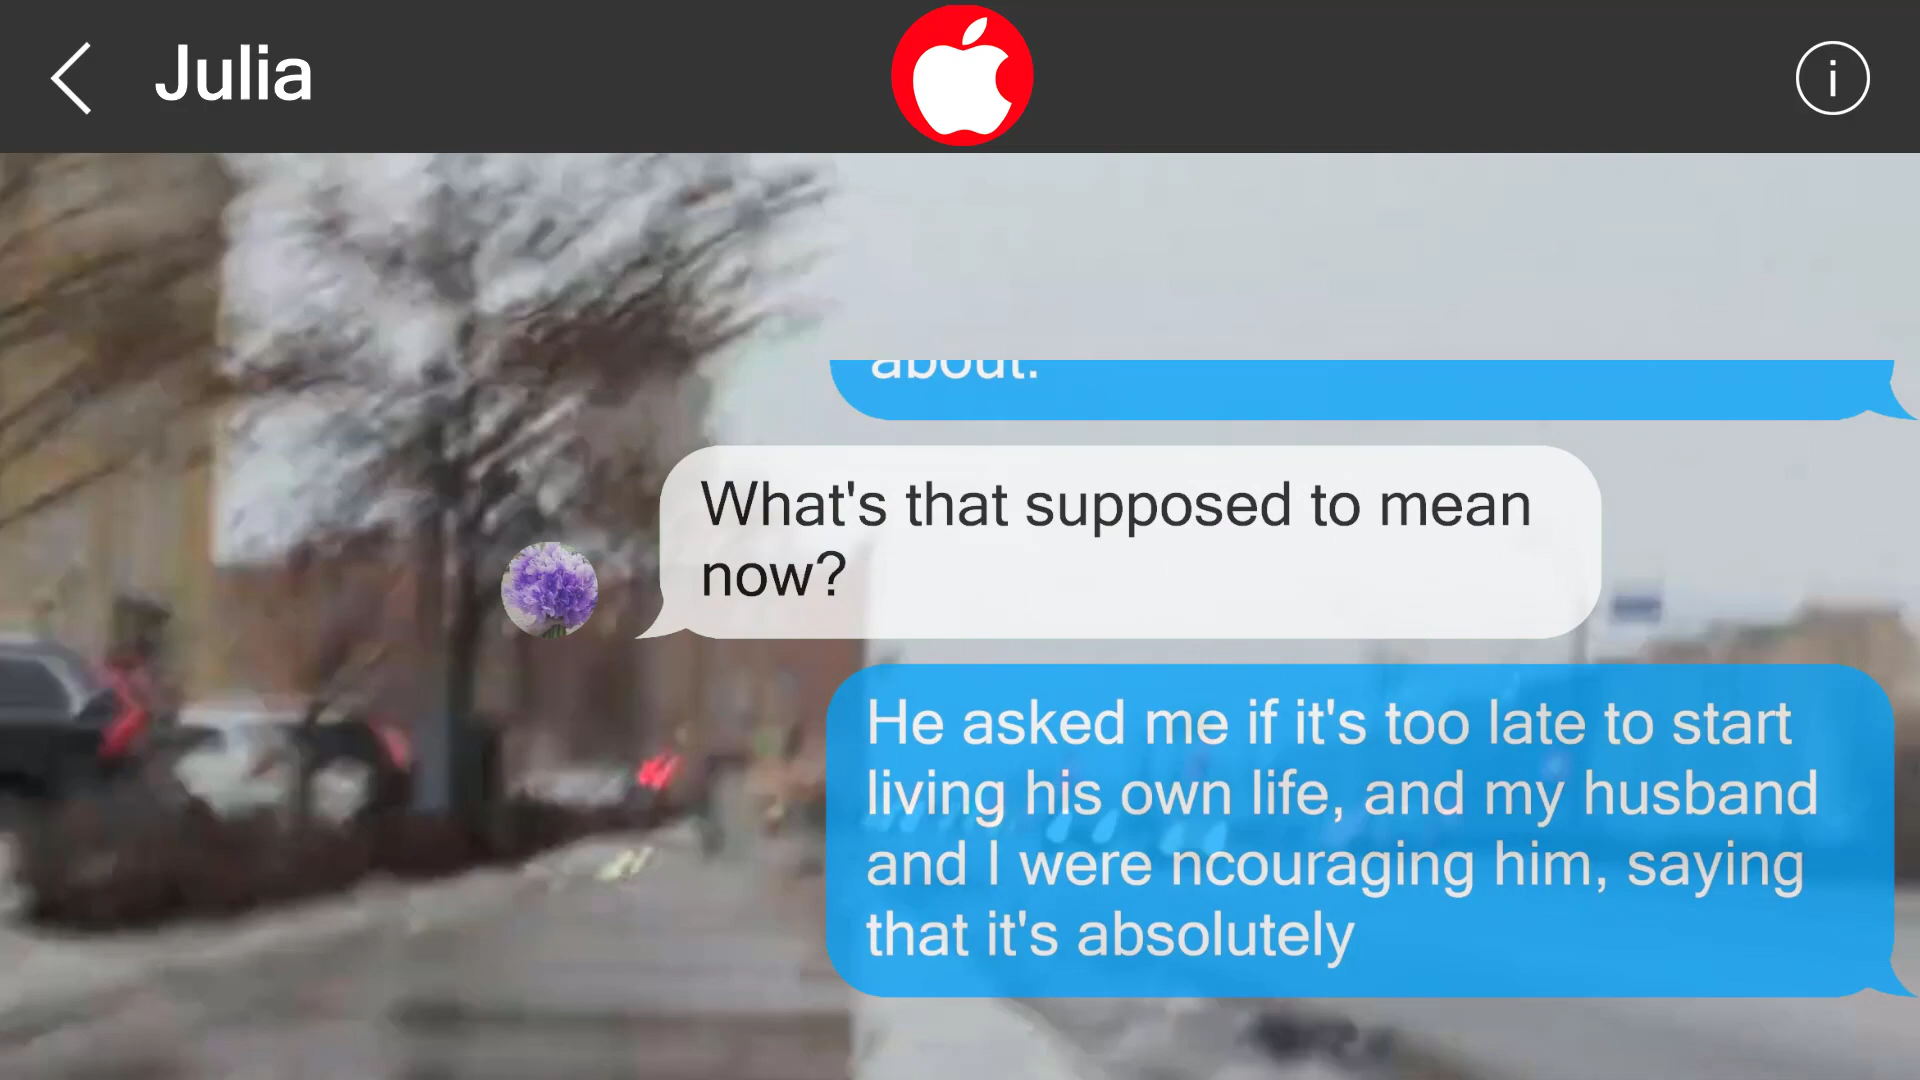 Julia
about.
What's that supposed to mean
now?
He asked me if it's too late to start
living his own life, and my husband
and I were ncouraging him, saying
that it's absolutely